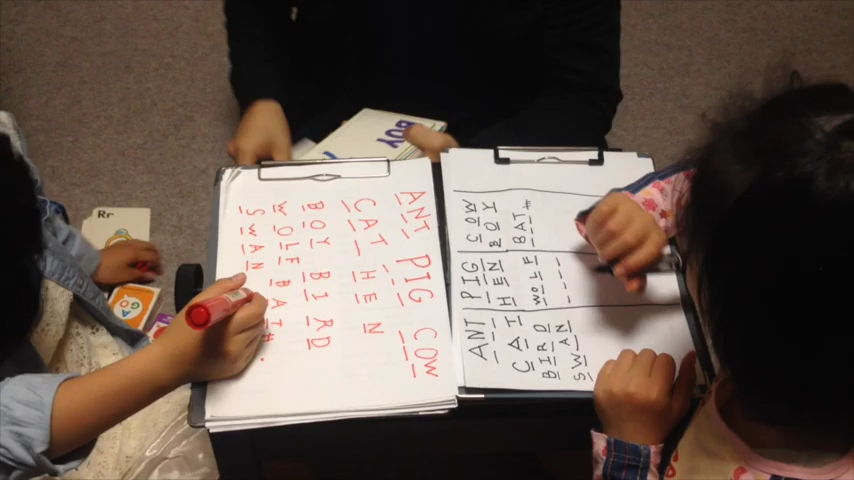 BOY
Rr
GO
ANT PIG COW
CAT HEN
BOY BIRD
WOLF BAT
SWAN
COW
BOY
BAT
PIG
HEN
WOLF
ANT
CAT
BIRD
SWAN